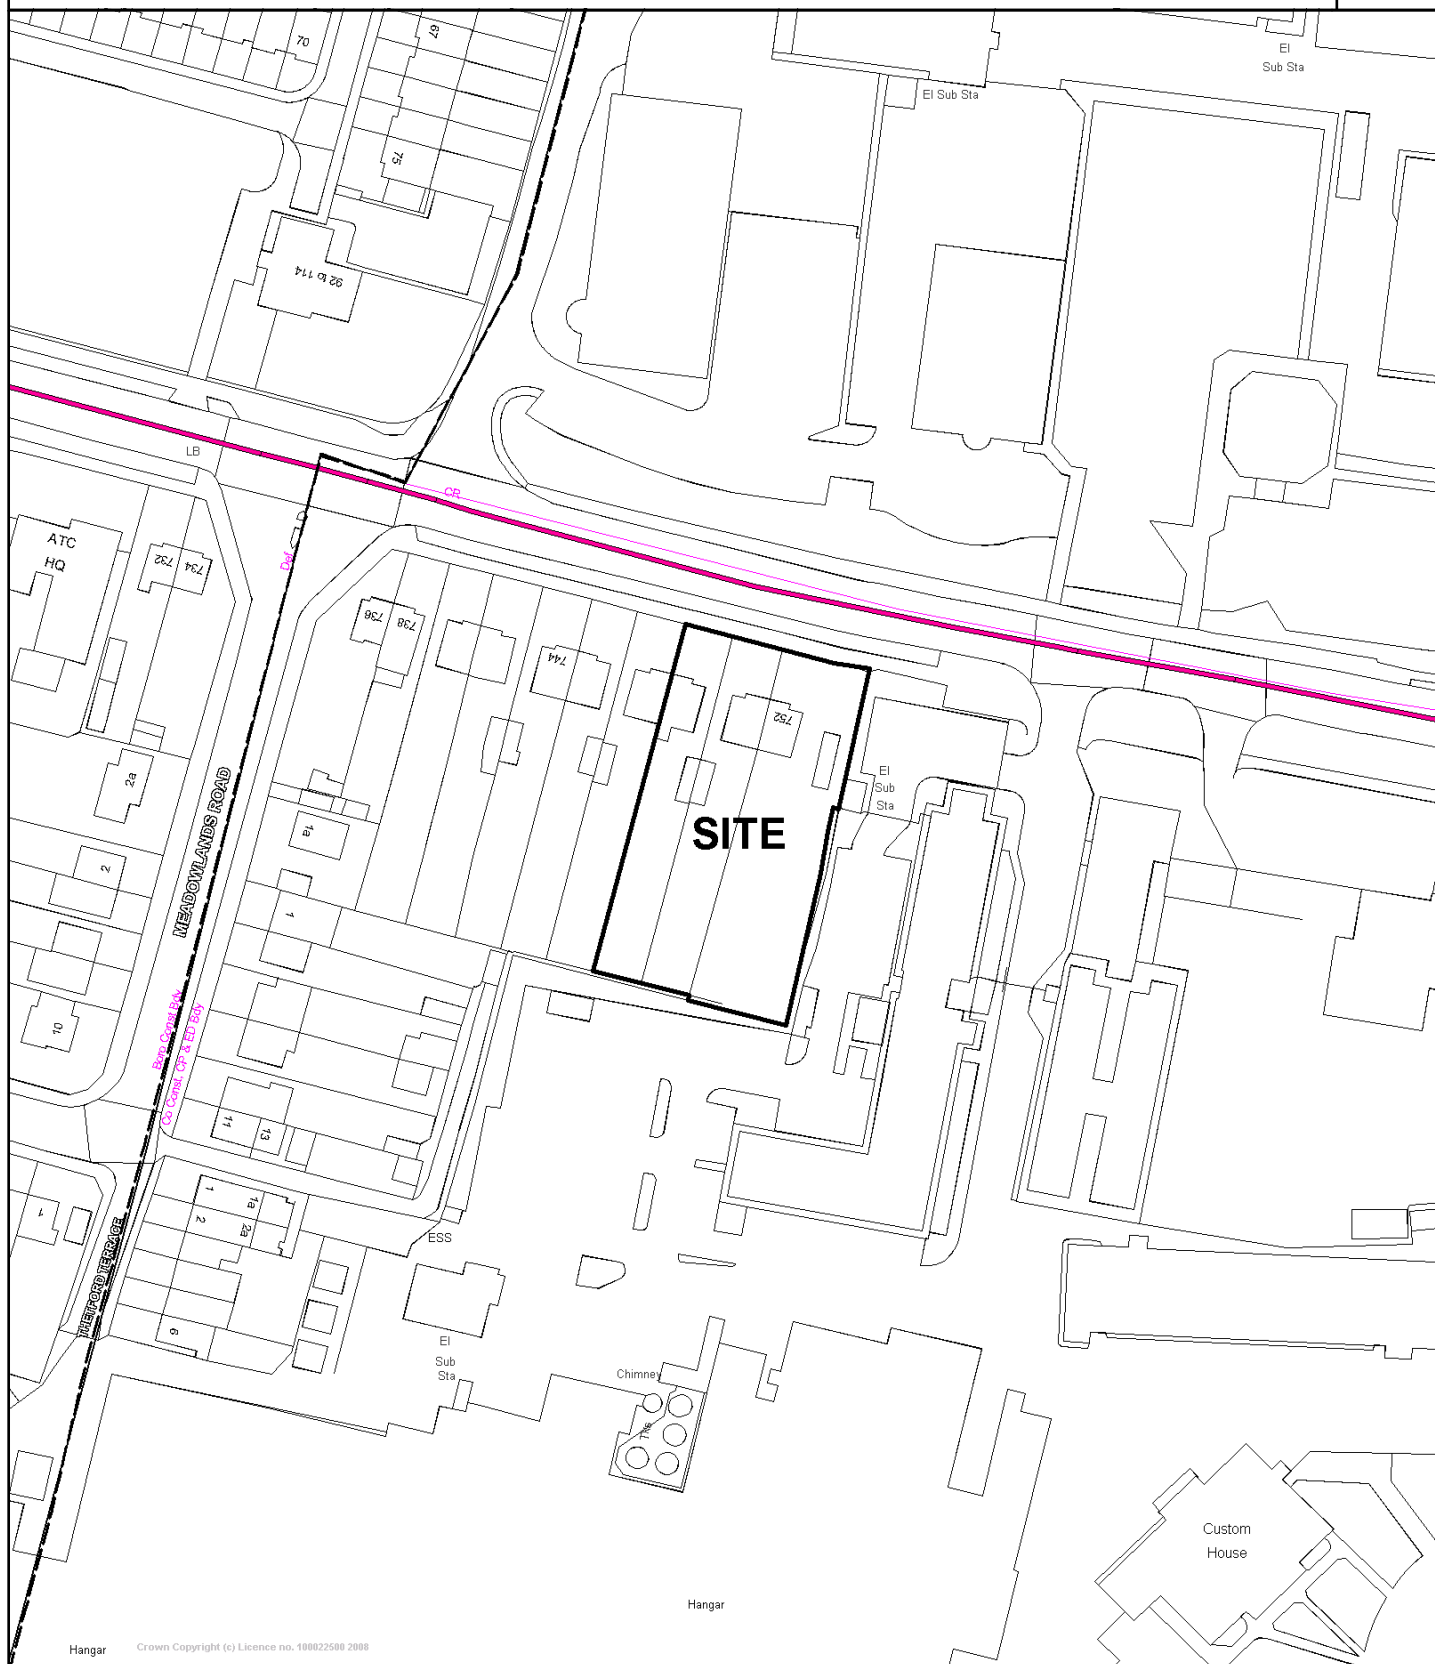 70
67
El
Sub Sta
El Sub Sta
75
92 to 114
LB
CR
ATC
HQ
732
734
Def
736
738
744
752
2a
El
Sub
Sta
1a
SITE
2
MEADOWLANDS ROAD
1
10
Boro Const Bdy
Co Const, CP & ED Bdy
11
13
1
1
1a
2
2a
THETFORD TERRACE
ESS
6
El
Sub
Sta
Chimney
Tks
Custom
House
Hangar
Hangar
Crown Copyright (c) Licence no. 100022500 2008